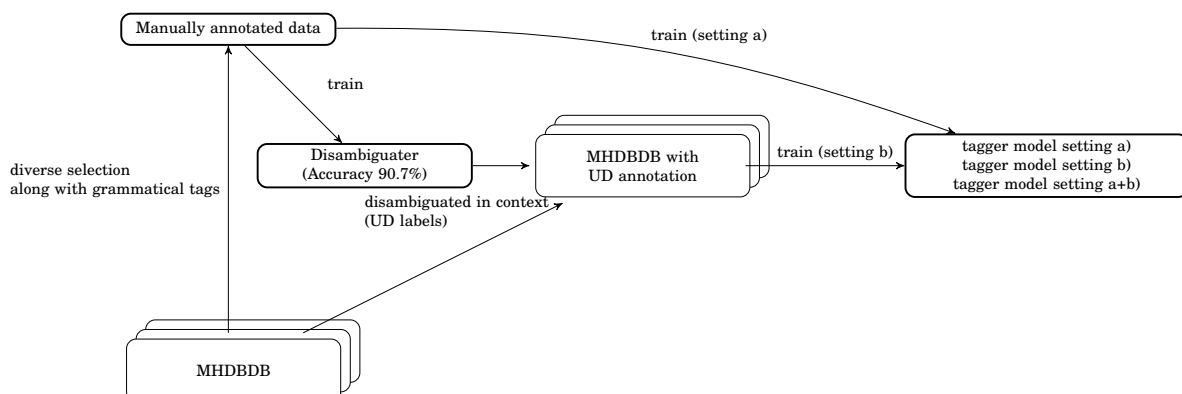 Manually annotated data
train (setting a)
train
diverse selection
along with grammatical tags
Disambiguater
(Accuracy 90.7%)
MHDBDB with
UD annotation
train (setting b)
tagger model setting a)
tagger model setting b)
tagger model setting a+b)
disambiguated in context
(UD labels)
MHDBDB